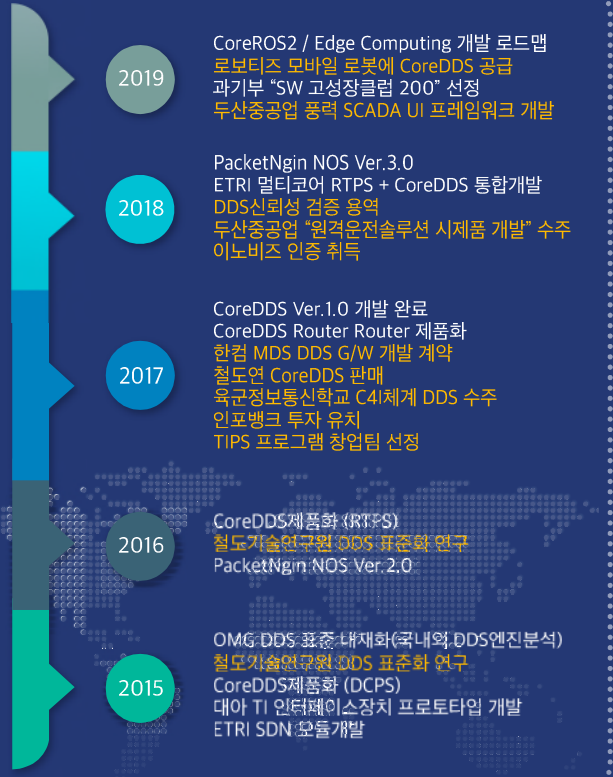 2019
CoreROS2 / Edge Computing 개발 로드맵
로보티즈 모바일 로봇에 CoreDDS 공급
과기부 “SW 고성장클럽 200” 선정
두산중공업 풍력 SCADA UI 프레임워크 개발
2018
PacketNgin NOS Ver.3.0
ETRI 멀티코어 RTPS + CoreDDS 통합개발
DDS신뢰성 검증 용역
두산중공업 “원격운전솔루션 시제품 개발” 수주
이노비즈 인증 취득
2017
CoreDDS Ver.1.0 개발 완료
CoreDDS Router Router 제품화
한컴 MDS DDS G/W 개발 계약
철도연 CoreDDS 판매
육군정보통신학교 C4I체계 DDS 수주
인포뱅크 투자 유치
TIPS 프로그램 창업팀 선정
2016
CoreDDS제품화 (RTPS)
철도기술연구원 DDS 표준화 연구
PacketNgin NOS Ver.2.0
2015
OMG DDS 표준 내재화(국내외 DDS엔진분석)
철도기술연구원 DDS 표준화 연구
CoreDDS제품화 (DCPS)
대아 TI 인터페이스장치 프로토타입 개발
ETRI SDN 모듈개발